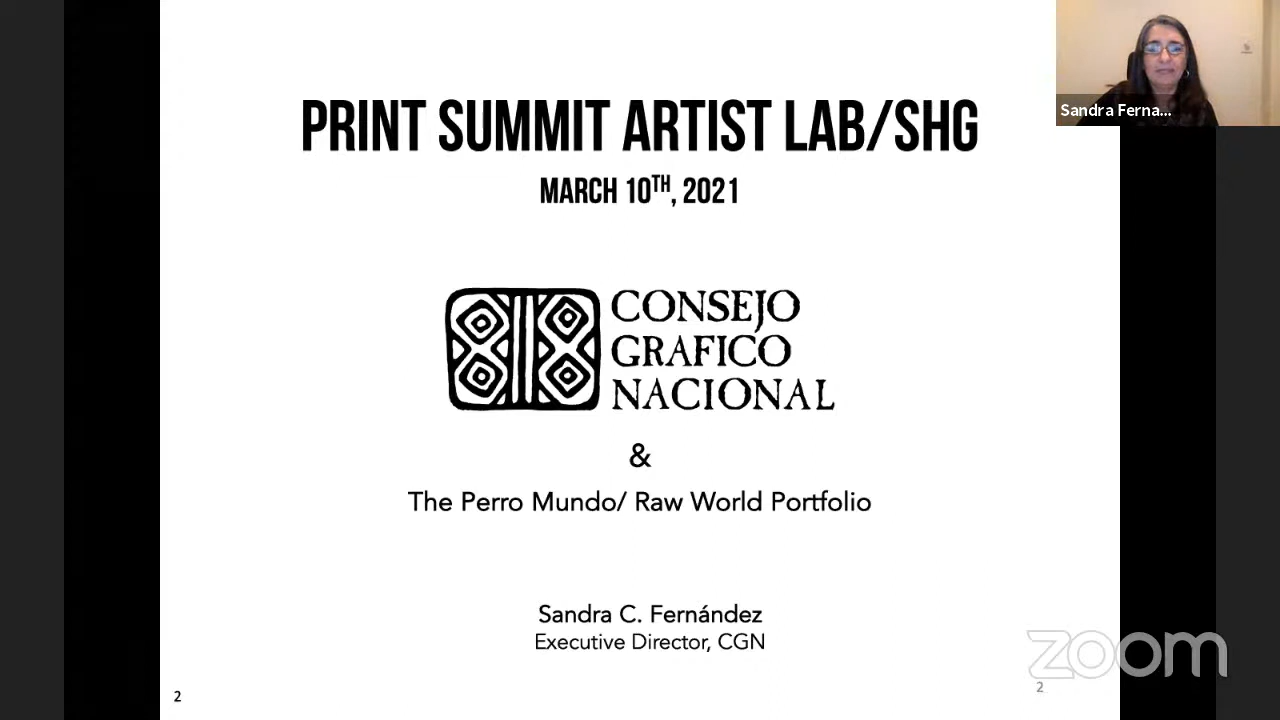 PRINT SUMMIT ARTIST LAB/SHG
MARCH 10TH, 2021
Sandra Ferna...
CONSEJO
GRAFICO
NACIONAL
&
The Perro Mundo/ Raw World Portfolio
Sandra C. Fernández
Executive Director, CGN
zoom
2
2